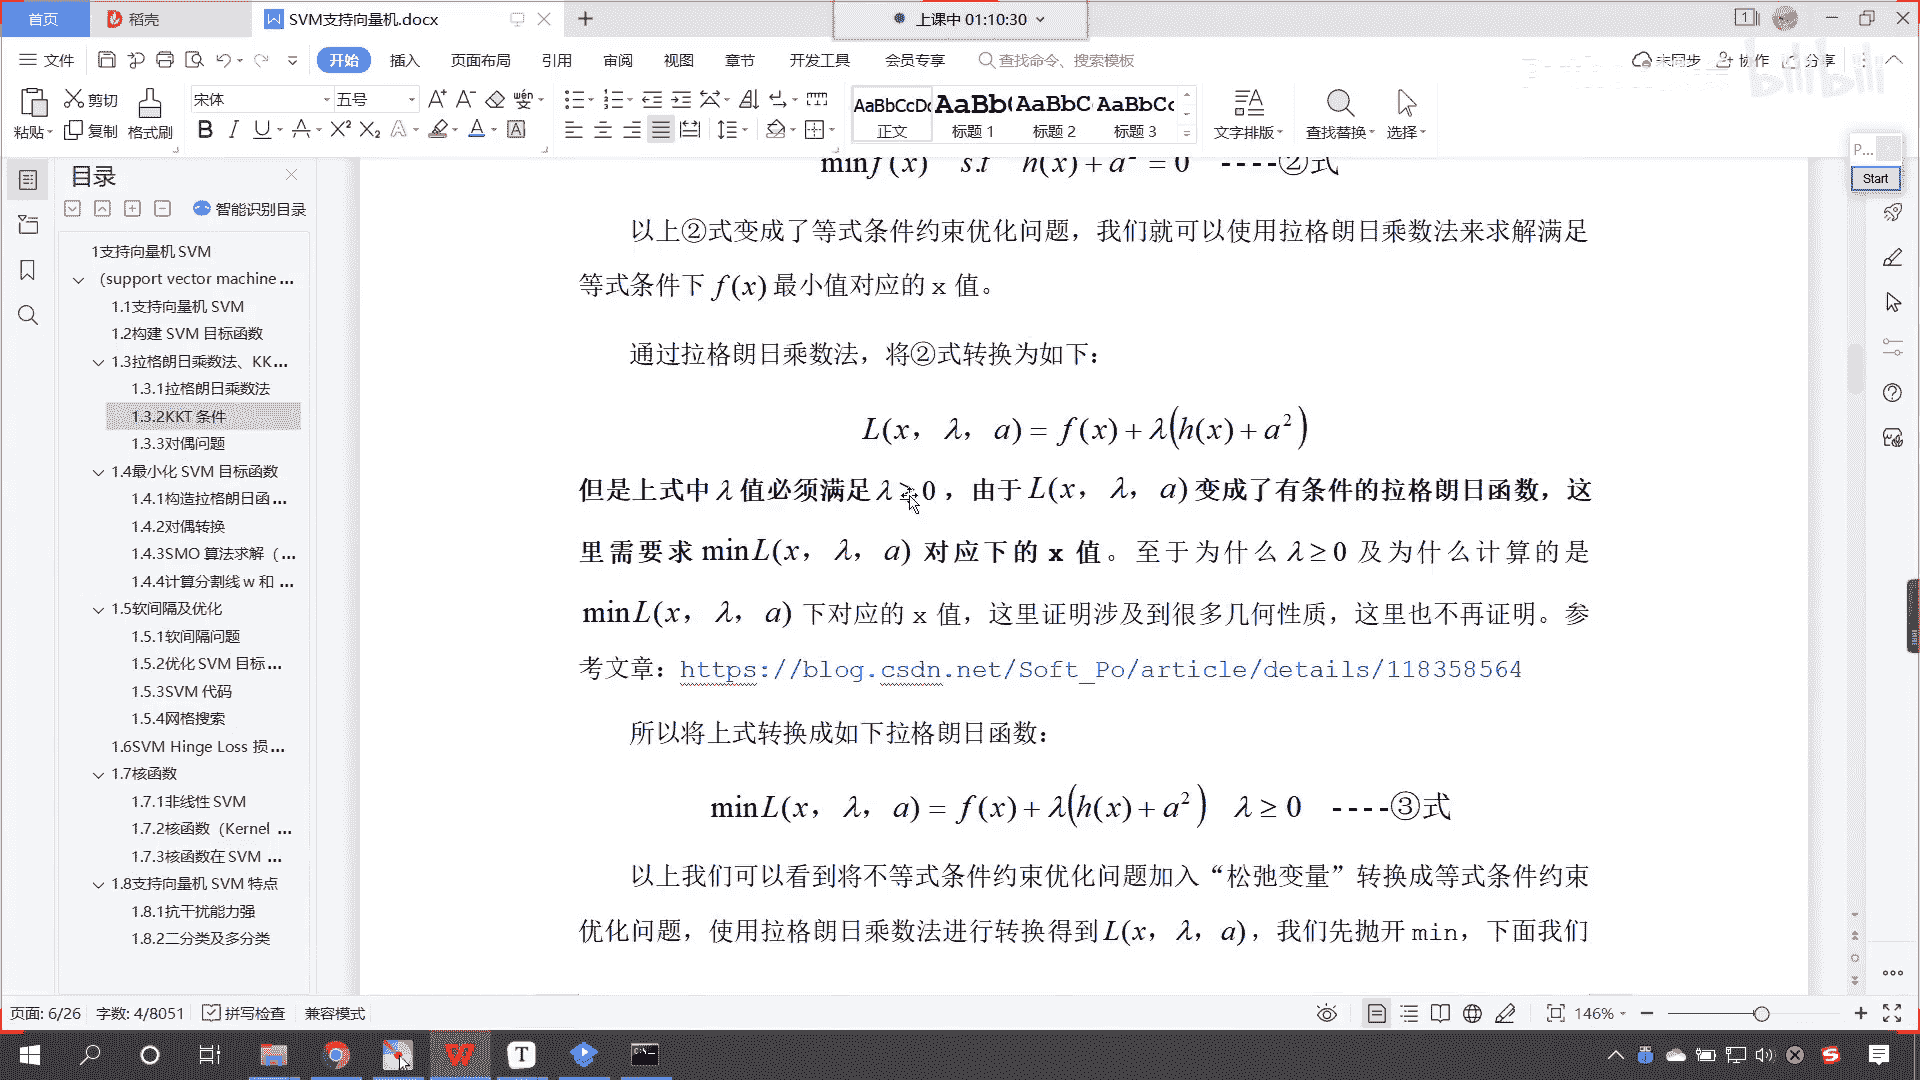 首页 稻壳 SVM支持向量机.docx 上课中 01:10:30
文件 开始 插入 页面布局 引用 审阅 视图 章节 开发工具 会员专享 查找命令、搜索模板 未同步 协作 分享
bilibili
粘贴 剪切 复制 格式刷 宋体 五号 AaBbCcDd 正文 AaBb( 标题 1 AaBbC 标题 2 AaBbCc 标题 3 文字排版 查找替换 选择
P...
Start
目录
智能识别目录
1支持向量机 SVM
（support vector machine ...
1.1支持向量机 SVM
1.2构建 SVM 目标函数
1.3拉格朗日乘数法、KK...
1.3.1拉格朗日乘数法
1.3.2KKT 条件
1.3.3对偶问题
1.4最小化 SVM 目标函数
1.4.1构造拉格朗日函 ...
1.4.2对偶转换
1.4.3SMO 算法求解（ ...
1.4.4计算分割线 w 和 ...
1.5软间隔及优化
1.5.1软间隔问题
1.5.2优化 SVM 目标...
1.5.3SVM 代码
1.5.4网格搜索
1.6SVM Hinge Loss 损...
1.7核函数
1.7.1非线性 SVM
1.7.2核函数（Kernel ...
1.7.3核函数在 SVM ...
1.8支持向量机 SVM 特点
1.8.1抗干扰能力强
1.8.2二分类及多分类
min f (x) s.t h(x) + a² = 0 ----②式
以上②式变成了等式条件约束优化问题，我们就可以使用拉格朗日乘数法来求解满足
等式条件下 f (x) 最小值对应的 x 值。
通过拉格朗日乘数法，将②式转换为如下：
L(x， λ， a) = f (x) + λ(h(x) + a²)
但是上式中 λ 值必须满足 λ ≥ 0 ，由于 L(x， λ， a) 变成了有条件的拉格朗日函数，这
里需要求 min L(x， λ， a) 对应下的 x 值。至于为什么 λ ≥ 0 及为什么计算的是
min L(x， λ， a) 下对应的 x 值，这里证明涉及到很多几何性质，这里也不再证明。参
考文章：https://blog.csdn.net/Soft_Po/article/details/118358564
所以将上式转换成如下拉格朗日函数：
min L(x， λ， a) = f (x) + λ(h(x) + a²) λ ≥ 0 ----③式
以上我们可以看到将不等式条件约束优化问题加入“松弛变量”转换成等式条件约束
优化问题，使用拉格朗日乘数法进行转换得到 L(x， λ， a)，我们先抛开 min，下面我们
页面: 6/26 字数: 4/8051 拼写检查 兼容模式 146%